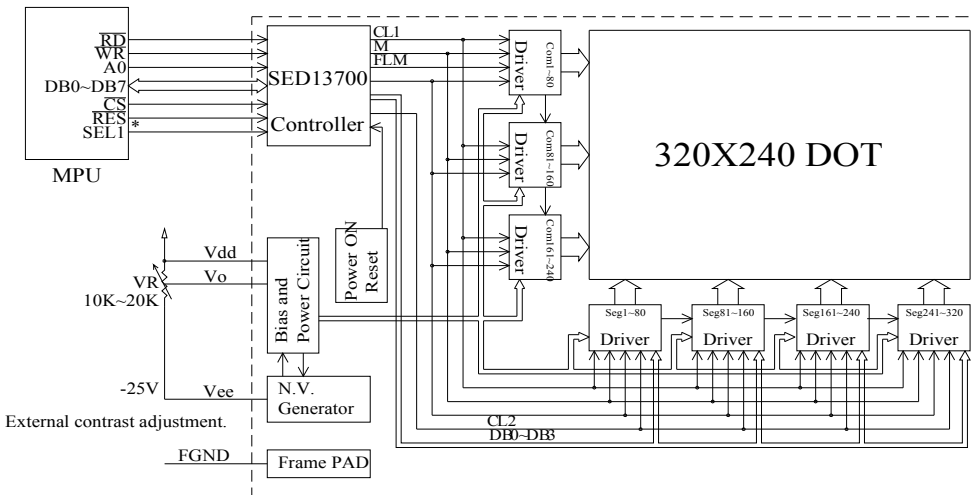 RD
WR
A0
DB0~DB7
CS
RES
SEL1
*
MPU
SED13700
Controller
CL1
M
FLM
Driver
Com1~80
Driver
Com81~160
Driver
Com161~240
320X240 DOT
Power ON
Reset
Bias and
Power Circuit
Vdd
Vo
VR
10K~20K
-25V
Vee
N.V.
Generator
External contrast adjustment.
FGND
Frame PAD
Seg1~80
Driver
Seg81~160
Driver
Seg161~240
Driver
Seg241~320
Driver
CL2
DB0~DB3